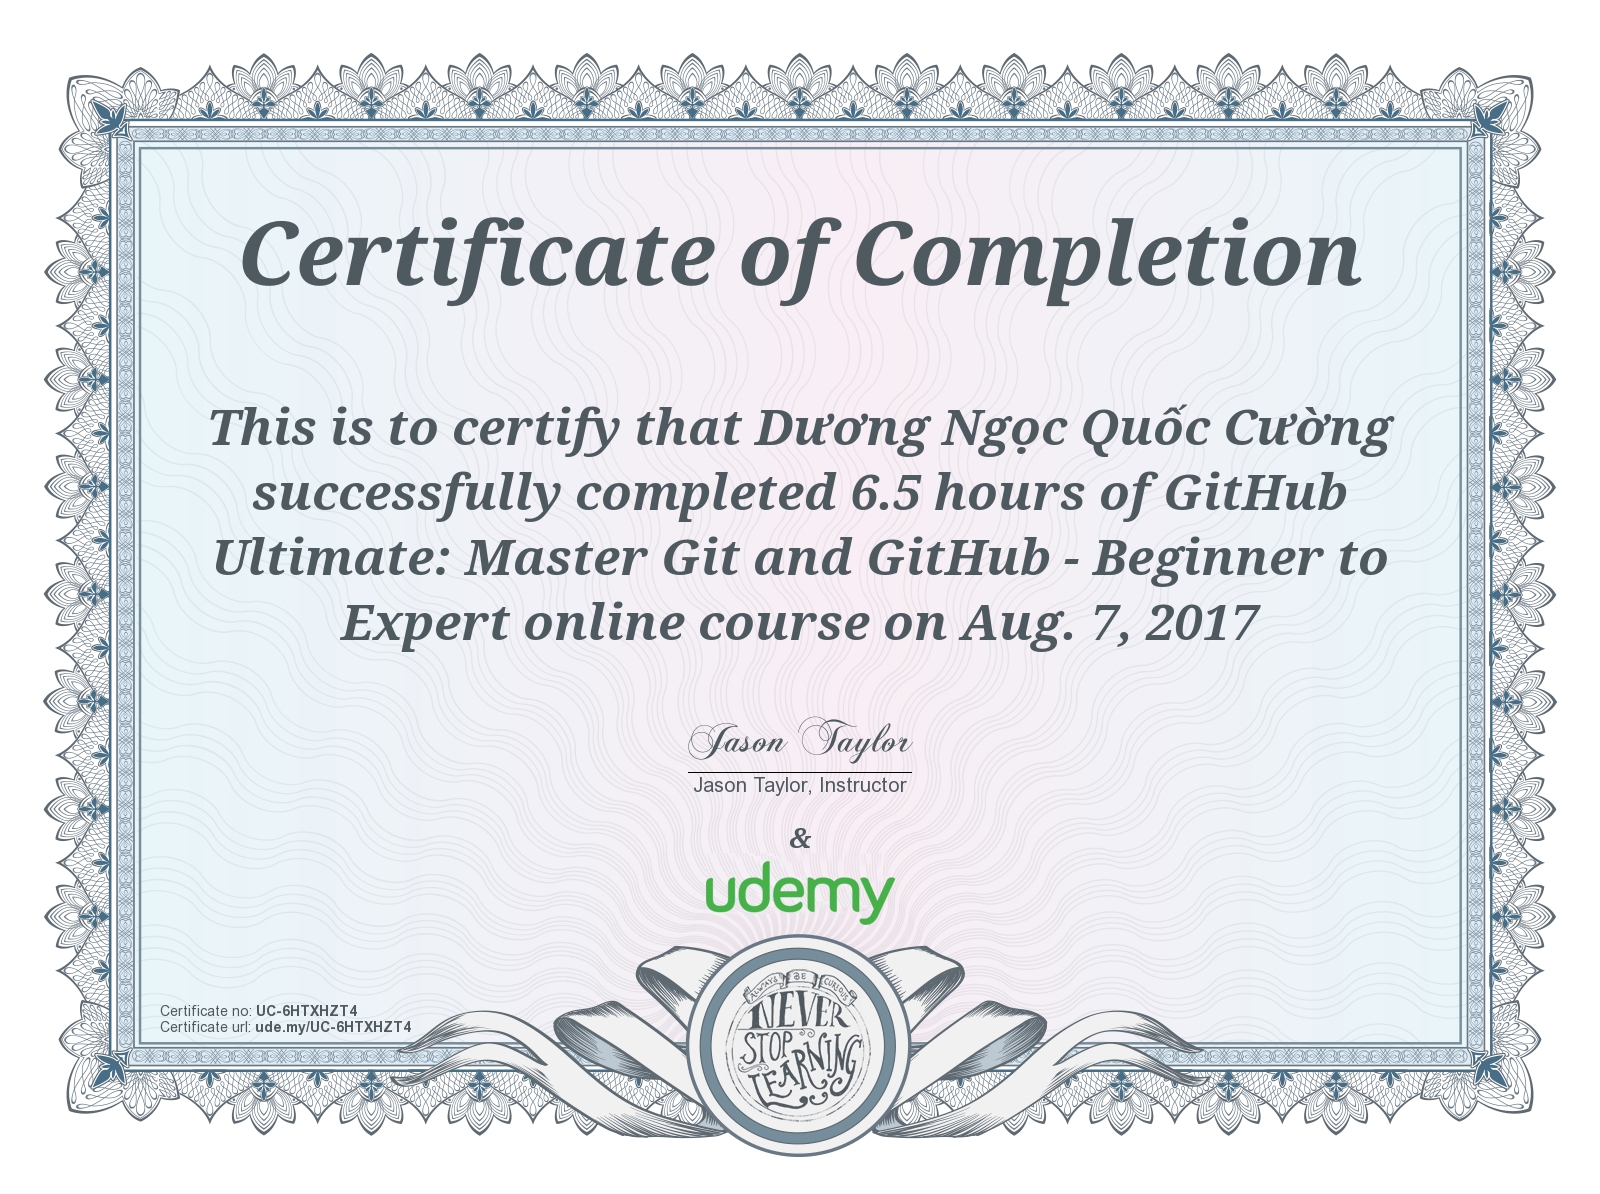 Certificate of Completion
This is to certify that Dương Ngọc Quốc Cường
successfully completed 6.5 hours of GitHub
Ultimate: Master Git and GitHub - Beginner to
Expert online course on Aug. 7, 2017
Jason Taylor
Jason Taylor, Instructor
&
udemy
Certificate no: UC-6HTXHZT4
Certificate url: ude.my/UC-6HTXHZT4
ALWAYS BE CURIOUS
NEVER
STOP
LEARNING